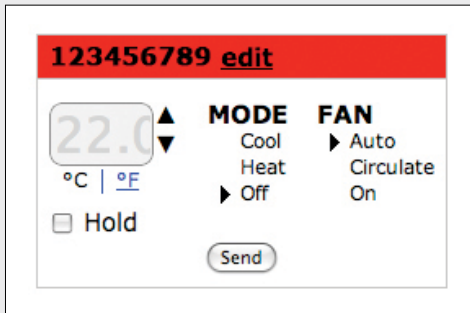 123456789 edit
22.0
°C | °F
Hold
MODE
Cool
Heat
Off
FAN
Auto
Circulate
On
Send